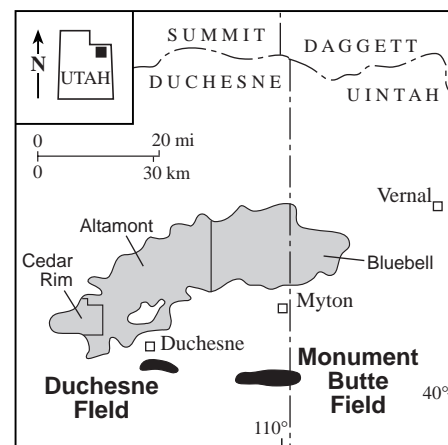 N
UTAH
SUMMIT
DAGGETT
DUCHESNE
UINTAH
0 20 mi
0 30 km
Vernal
Altamont
Cedar
Rim
Bluebell
Myton
Duchesne
Duchesne
FIeld
Monument
Butte
Field
40°
110°